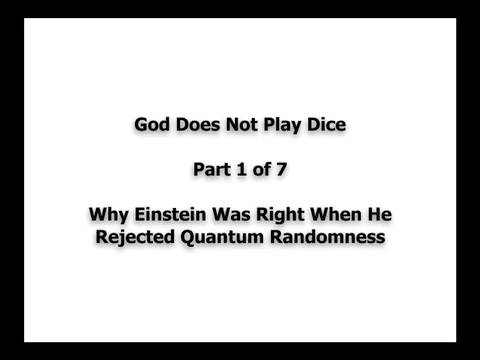 God Does Not Play Dice
Part 1 of 7
Why Einstein Was Right When He
Rejected Quantum Randomness